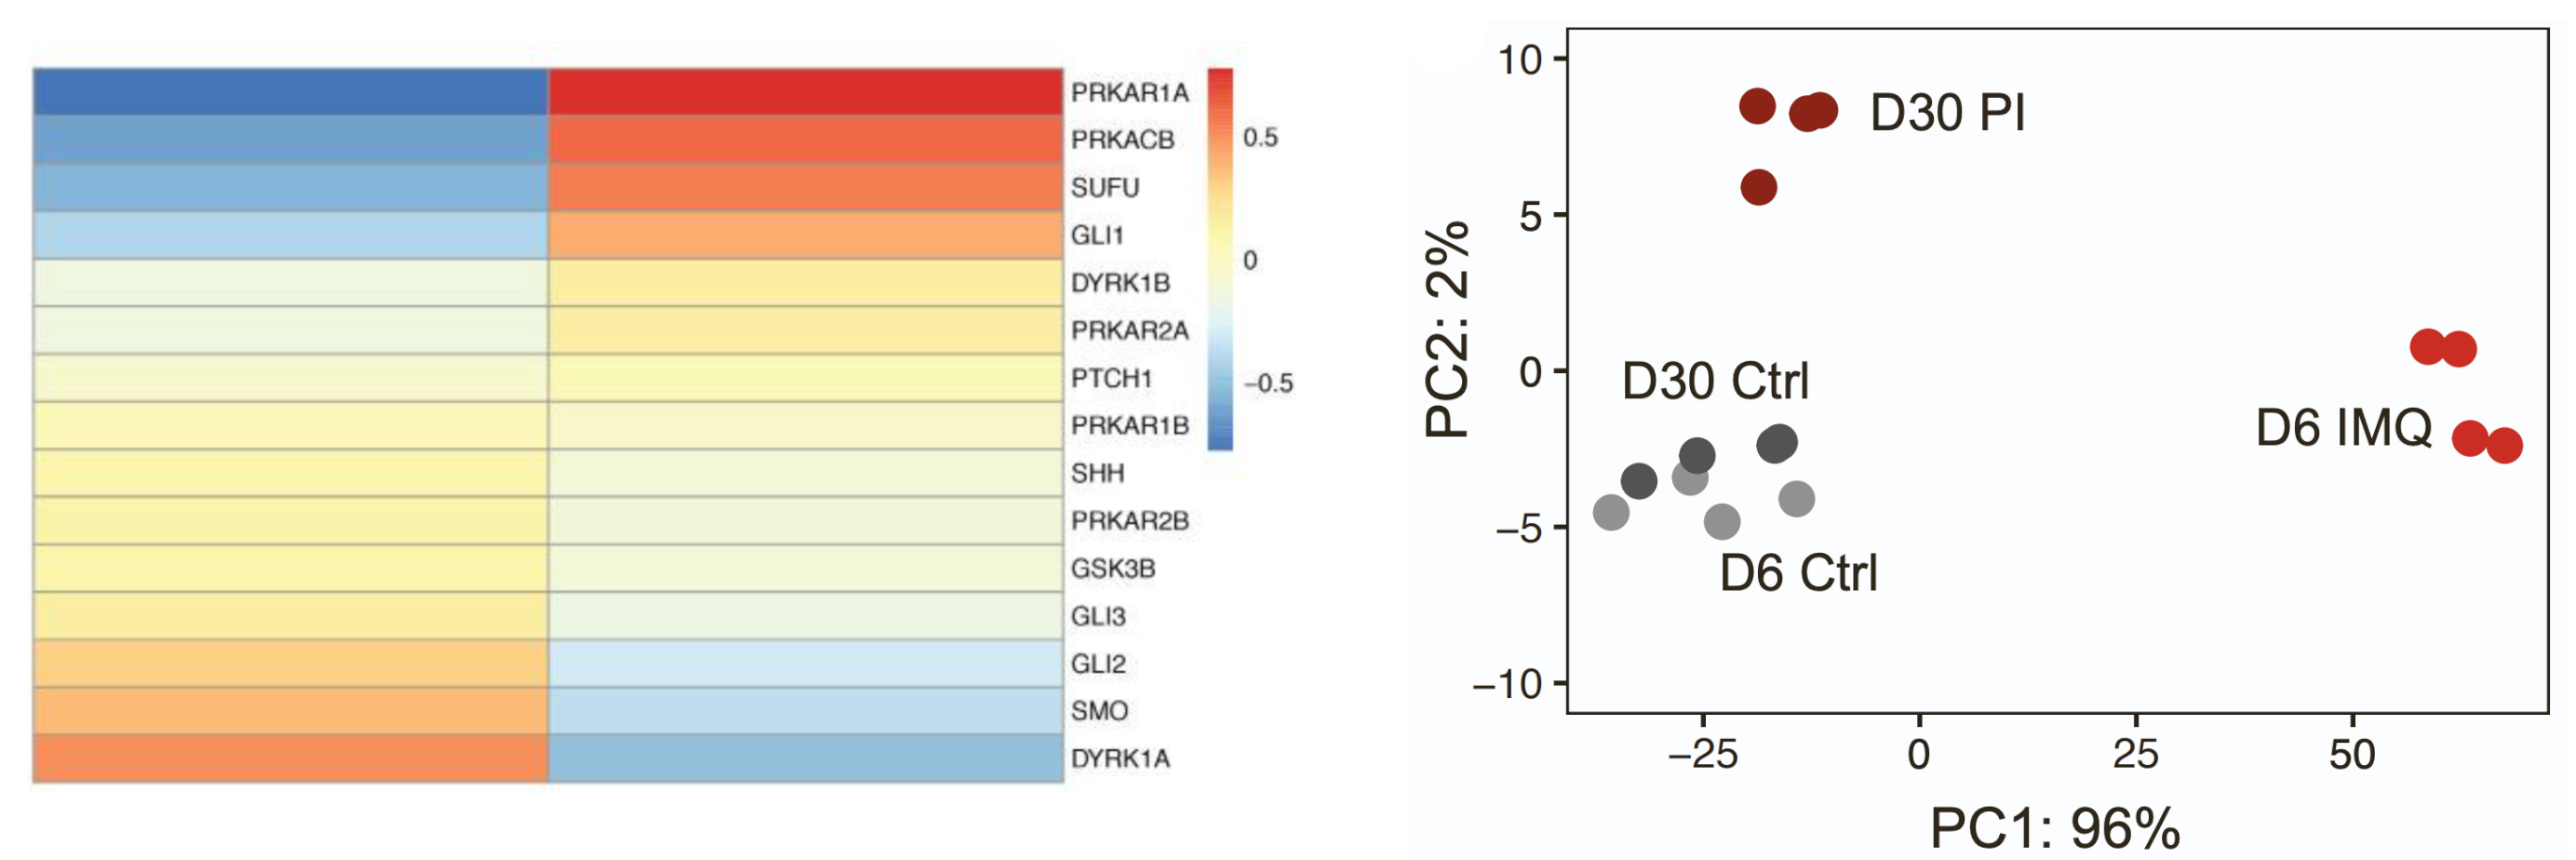 PRKAR1A
PRKACB
SUFU
GLI1
DYRK1B
PRKAR2A
PTCH1
PRKAR1B
SHH
PRKAR2B
GSK3B
GLI3
GLI2
SMO
DYRK1A
0.5
0
−0.5
10
5
0
−5
−10
PC2: 2%
D30 PI
D30 Ctrl
D6 IMQ
D6 Ctrl
−25 0 25 50
PC1: 96%